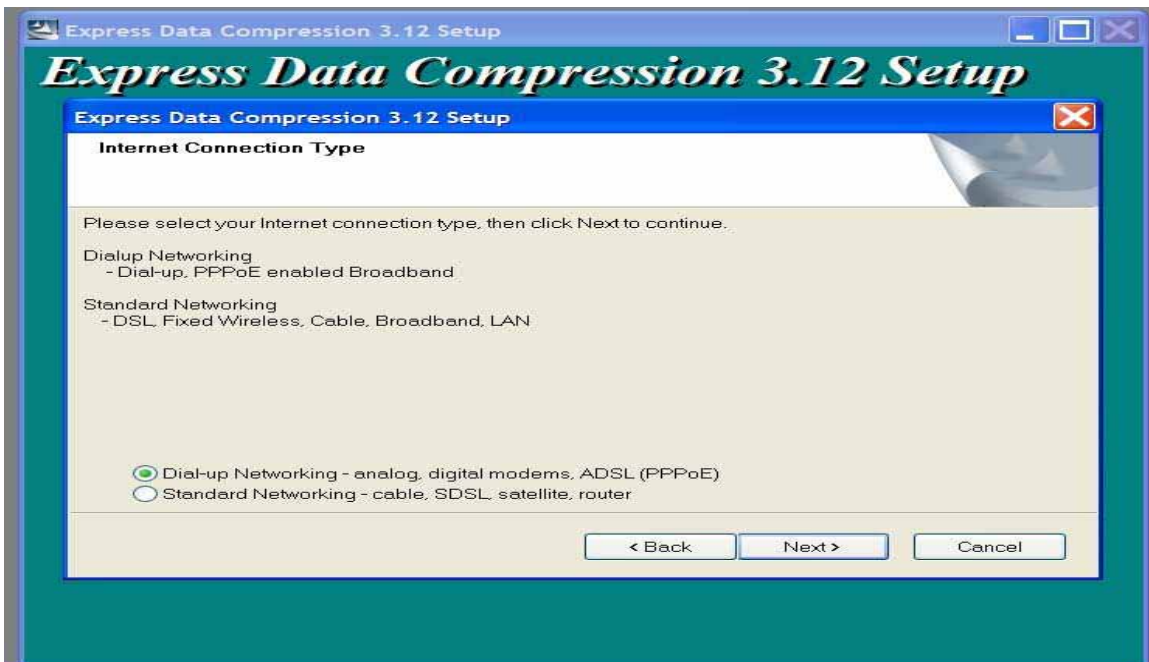 Express Data Compression 3.12 Setup
Express Data Compression 3.12 Setup
Express Data Compression 3.12 Setup
Internet Connection Type
Please select your Internet connection type, then click Next to continue.
Dialup Networking
- Dial-up, PPPoE enabled Broadband
Standard Networking
- DSL, Fixed Wireless, Cable, Broadband, LAN
Dial-up Networking - analog, digital modems, ADSL (PPPoE)
Standard Networking - cable, SDSL, satellite, router
< Back Next > Cancel